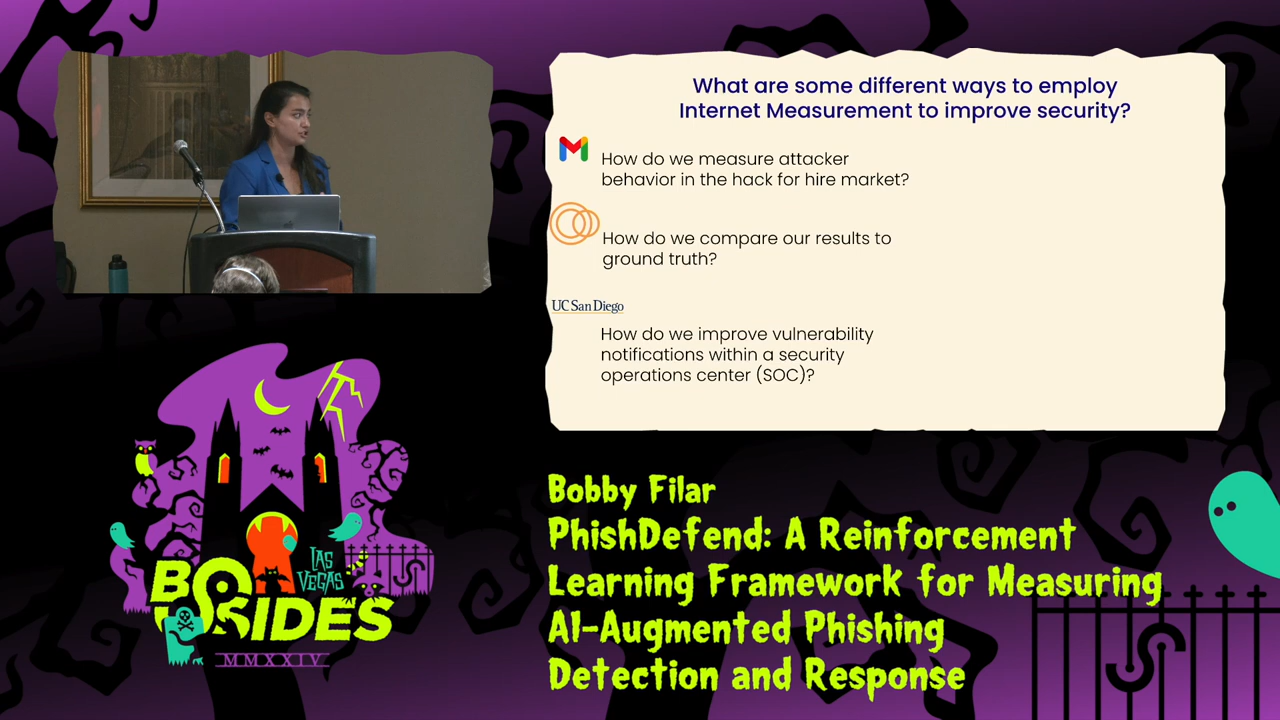 What are some different ways to employ
Internet Measurement to improve security?
How do we measure attacker
behavior in the hack for hire market?
How do we compare our results to
ground truth?
UC San Diego
How do we improve vulnerability
notifications within a security
operations center (SOC)?
LAS
VEGAS
BSIDES
MMXXIV
Bobby Filar
PhishDefend: A Reinforcement
Learning Framework for Measuring
AI-Augmented Phishing
Detection and Response